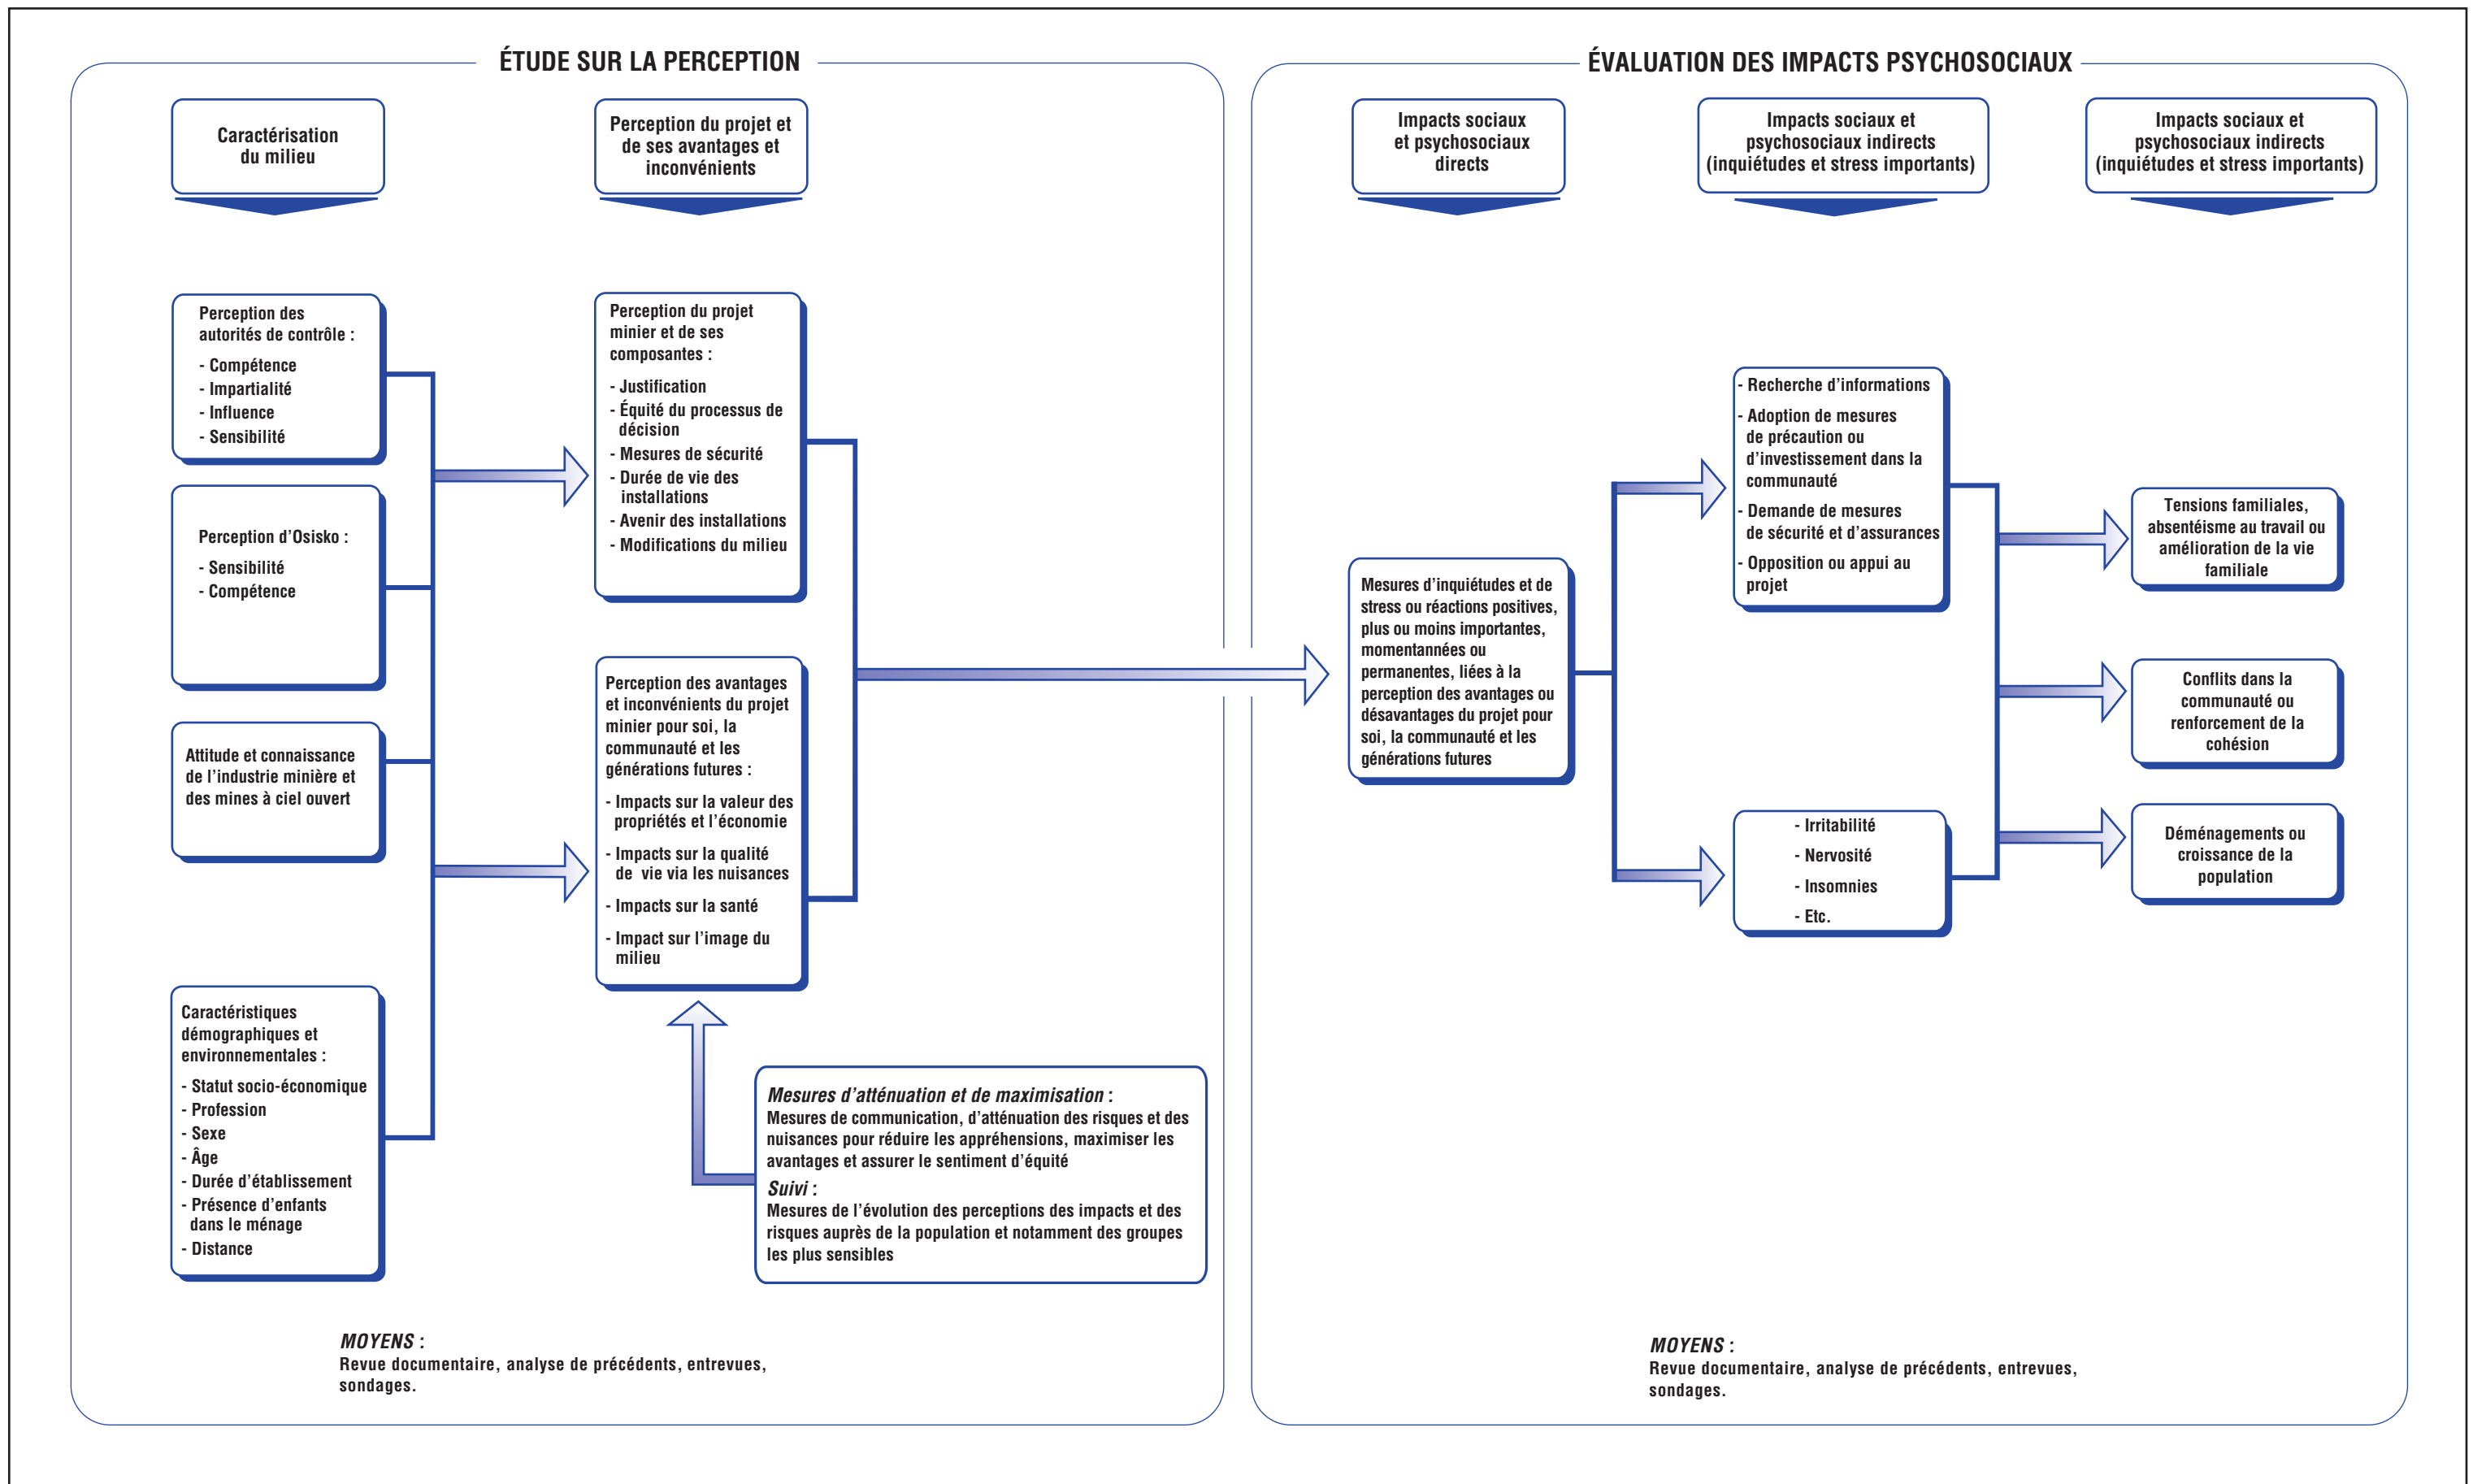 ÉTUDE SUR LA PERCEPTION
Caractérisation
du milieu
Perception du projet et
de ses avantages et
inconvénients
Perception des
autorités de contrôle :
- Compétence
- Impartialité
- Influence
- Sensibilité
Perception d'Osisko :
- Sensibilité
- Compétence
Attitude et connaissance
de l'industrie minière et
des mines à ciel ouvert
Caractéristiques
démographiques et
environnementales :
- Statut socio-économique
- Profession
- Sexe
- Âge
- Durée d'établissement
- Présence d'enfants
dans le ménage
- Distance
Perception du projet
minier et de ses
composantes :
- Justification
- Équité du processus de
décision
- Mesures de sécurité
- Durée de vie des
installations
- Avenir des installations
- Modifications du milieu
Perception des avantages
et inconvénients du projet
minier pour soi, la
communauté et les
générations futures :
- Impacts sur la valeur des
propriétés et l'économie
- Impacts sur la qualité
de vie via les nuisances
- Impacts sur la santé
- Impact sur l'image du
milieu
Mesures d'atténuation et de maximisation :
Mesures de communication, d'atténuation des risques et des
nuisances pour réduire les appréhensions, maximiser les
avantages et assurer le sentiment d'équité
Suivi :
Mesures de l'évolution des perceptions des impacts et des
risques auprès de la population et notamment des groupes
les plus sensibles
MOYENS :
Revue documentaire, analyse de précédents, entrevues,
sondages.
ÉVALUATION DES IMPACTS PSYCHOSOCIAUX
Impacts sociaux
et psychosociaux
directs
Impacts sociaux et
psychosociaux indirects
(inquiétudes et stress importants)
Impacts sociaux et
psychosociaux indirects
(inquiétudes et stress importants)
Mesures d'inquiétudes et de
stress ou réactions positives,
plus ou moins importantes,
momentannées ou
permanentes, liées à la
perception des avantages ou
désavantages du projet pour
soi, la communauté et les
générations futures
- Recherche d'informations
- Adoption de mesures
de précaution ou
d'investissement dans la
communauté
- Demande de mesures
de sécurité et d'assurances
- Opposition ou appui au
projet
- Irritabilité
- Nervosité
- Insomnies
- Etc.
Tensions familiales,
absentéisme au travail ou
amélioration de la vie
familiale
Conflits dans la
communauté ou
renforcement de la
cohésion
Déménagements ou
croissance de la
population
MOYENS :
Revue documentaire, analyse de précédents, entrevues,
sondages.